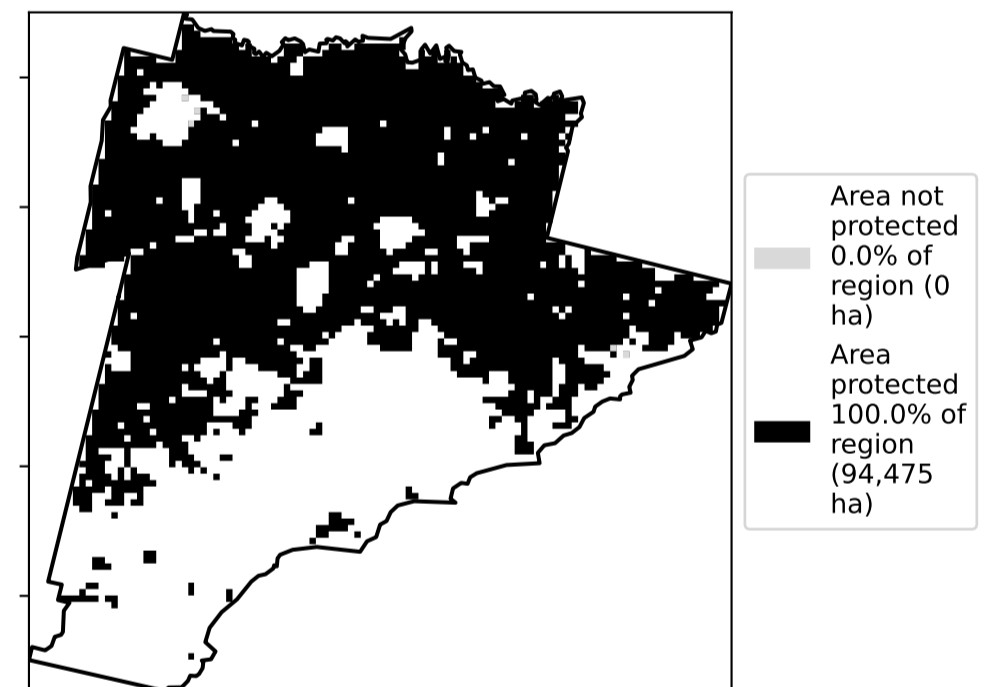 Area not
protected
0.0% of
region (0
ha)
Area
protected
100.0% of
region
(94,475
ha)